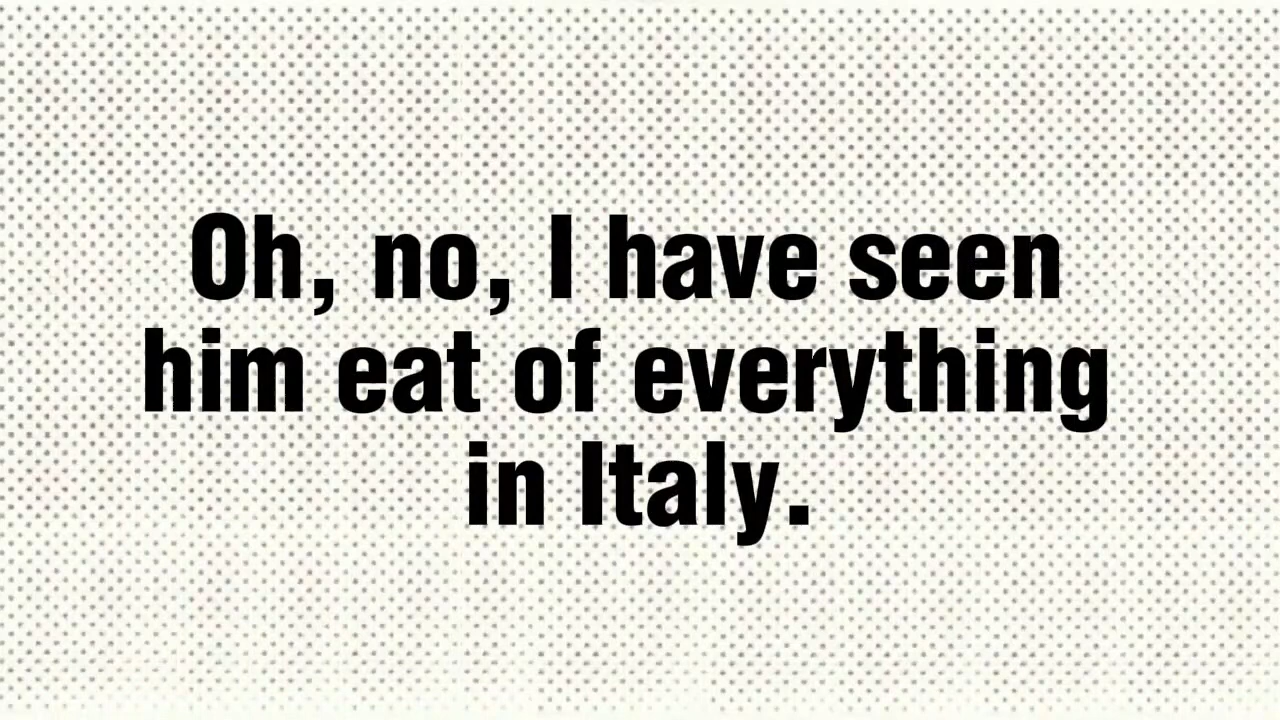 Oh, no, I have seen
him eat of everything
in Italy.